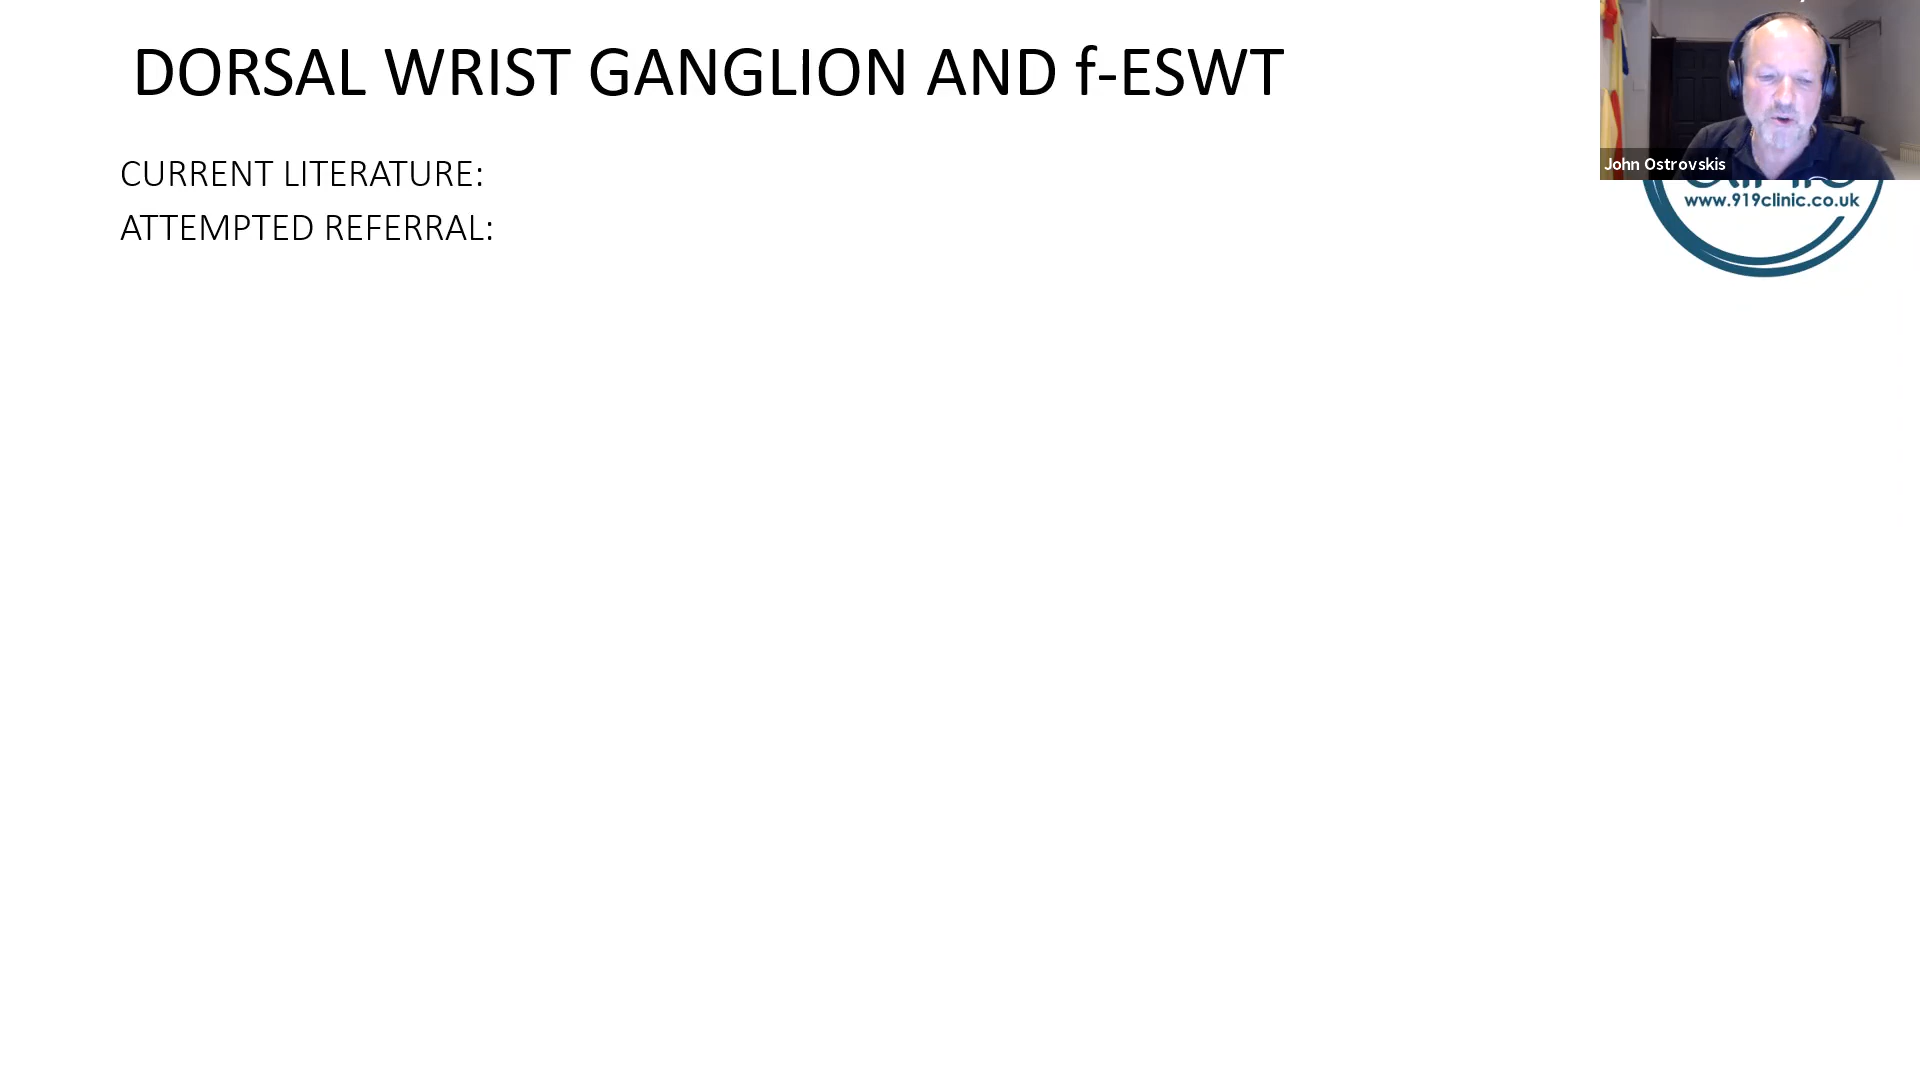 DORSAL WRIST GANGLION AND f-ESWT
CURRENT LITERATURE:
ATTEMPTED REFERRAL:
John Ostrovskis
www.919clinic.co.uk